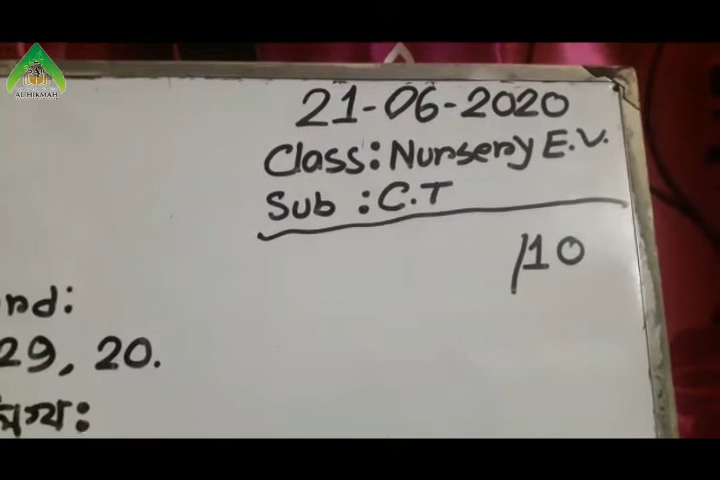 AL HIKMAH
21-06-2020
Class: Nursery E.V.
Sub : C.T
/10
nd:
29, 20.